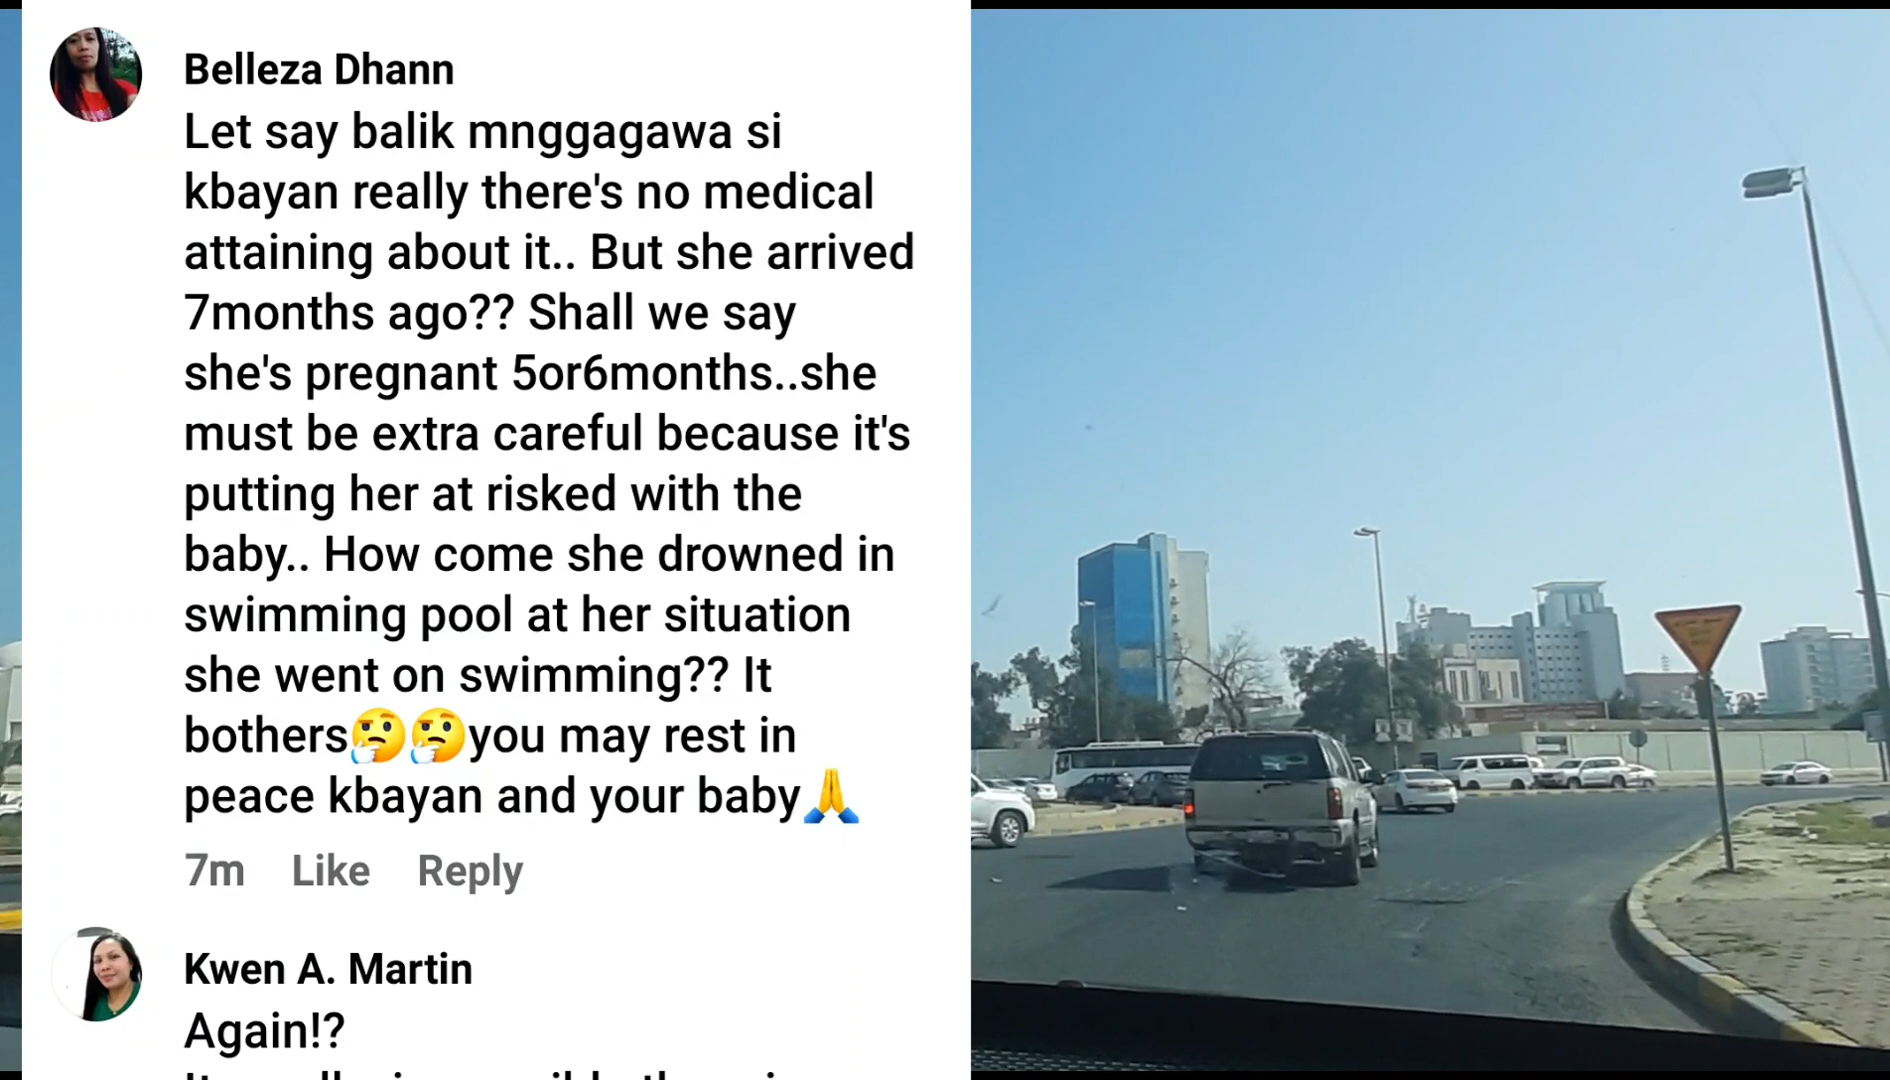 Belleza Dhann
Let say balik mnggagawa si
kbayan really there's no medical
attaining about it.. But she arrived
7months ago?? Shall we say
she's pregnant 5or6months..she
must be extra careful because it's
putting her at risked with the
baby.. How come she drowned in
swimming pool at her situation
she went on swimming?? It
bothers🤔🤔you may rest in
peace kbayan and your baby🙏
7m Like Reply
Kwen A. Martin
Again!?